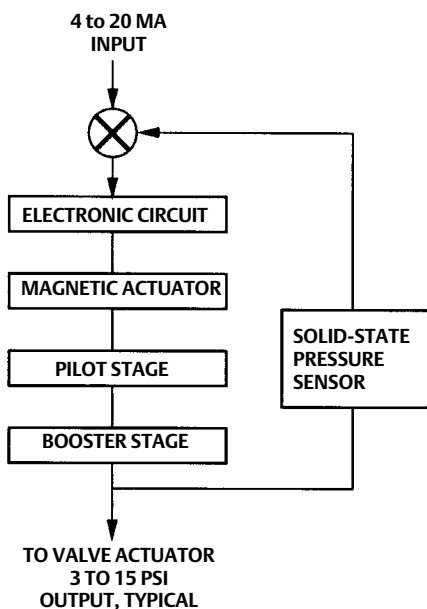 4 to 20 MA
INPUT
ELECTRONIC CIRCUIT
MAGNETIC ACTUATOR
PILOT STAGE
BOOSTER STAGE
SOLID-STATE
PRESSURE
SENSOR
TO VALVE ACTUATOR
3 TO 15 PSI
OUTPUT, TYPICAL